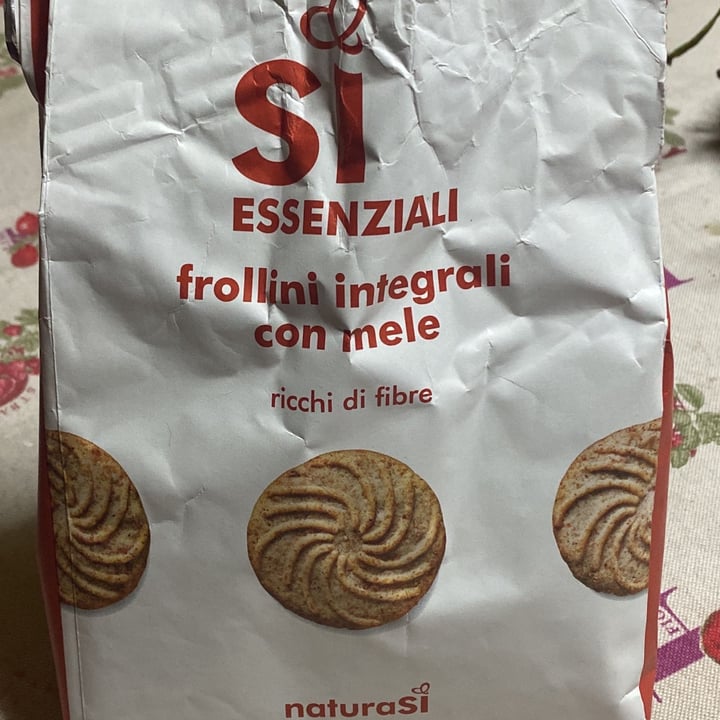 SÌ
ESSENZIALI
frollini integrali
con mele
ricchi di fibre
naturasì